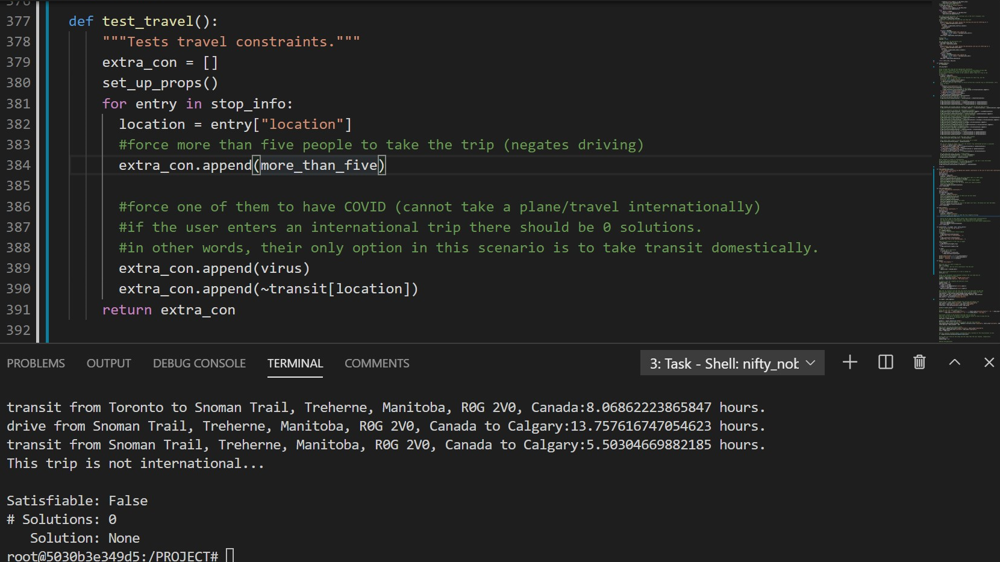 377 def test_travel():
378 """Tests travel constraints."""
379 extra_con = []
380 set_up_props()
381 for entry in stop_info:
382 location = entry["location"]
383 #force more than five people to take the trip (negates driving)
384 extra_con.append(more_than_five)
385
386 #force one of them to have COVID (cannot take a plane/travel internationally)
387 #if the user enters an international trip there should be 0 solutions.
388 #in other words, their only option in this scenario is to take transit domestically.
389 extra_con.append(virus)
390 extra_con.append(~transit[location])
391 return extra_con
392
PROBLEMS OUTPUT DEBUG CONSOLE TERMINAL COMMENTS 3: Task - Shell: nifty_nob
transit from Toronto to Snoman Trail, Treherne, Manitoba, R0G 2V0, Canada:8.06862223865847 hours.
drive from Snoman Trail, Treherne, Manitoba, R0G 2V0, Canada to Calgary:13.757616747054623 hours.
transit from Snoman Trail, Treherne, Manitoba, R0G 2V0, Canada to Calgary:5.50304669882185 hours.
This trip is not international...
Satisfiable: False
# Solutions: 0
Solution: None
root@5030b3e349d5:/PROJECT#